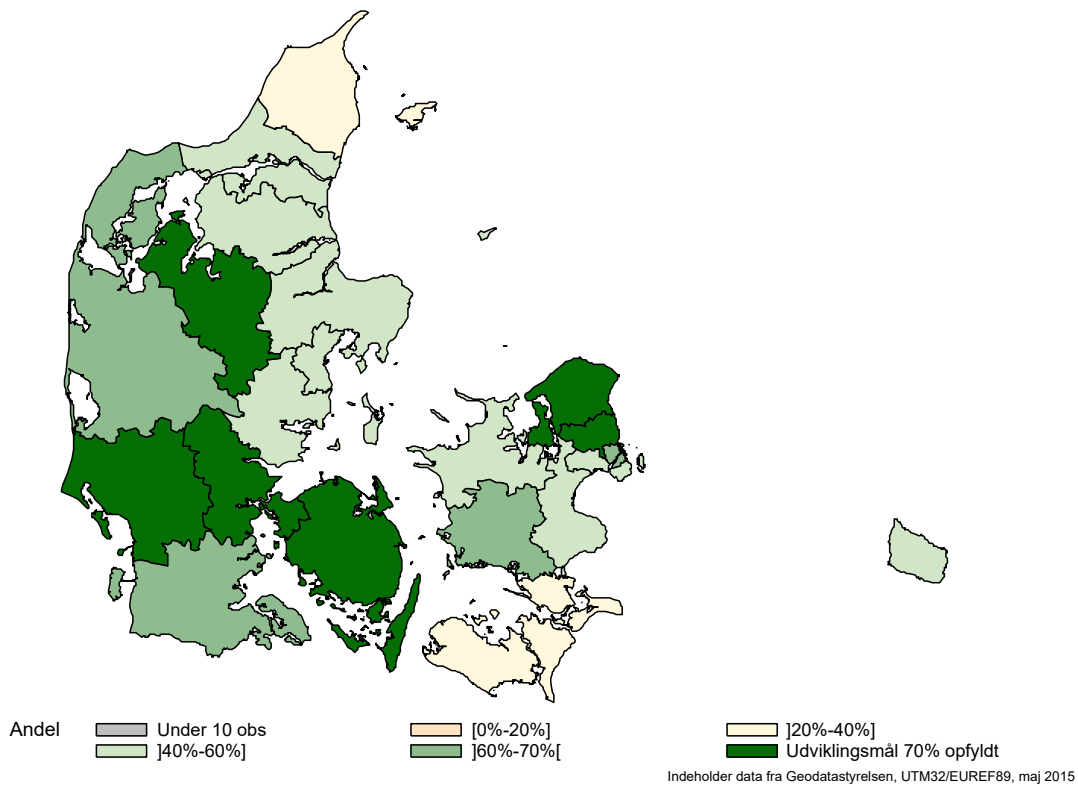 Andel
Under 10 obs
[0%-20%]
]20%-40%]
]40%-60%]
]60%-70%[
Udviklingsmål 70% opfyldt
Indeholder data fra Geodatastyrelsen, UTM32/EUREF89, maj 2015